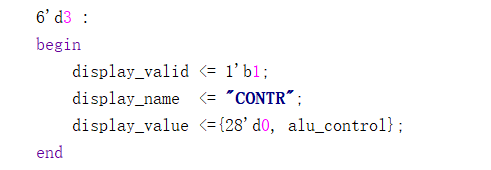 6'd3 :
begin
display_valid <= 1'b1;
display_name <= "CONTR";
display_value <={28'd0, alu_control};
end